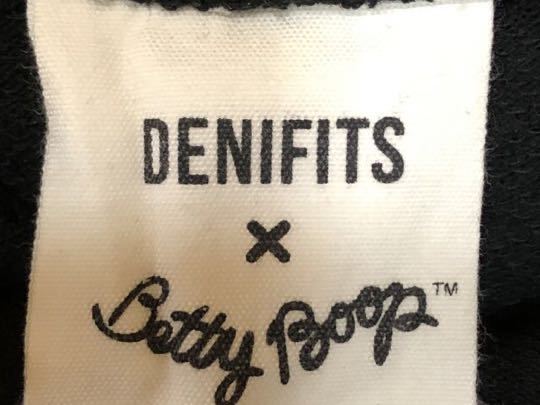 DENIFITS
×
Betty Boop™